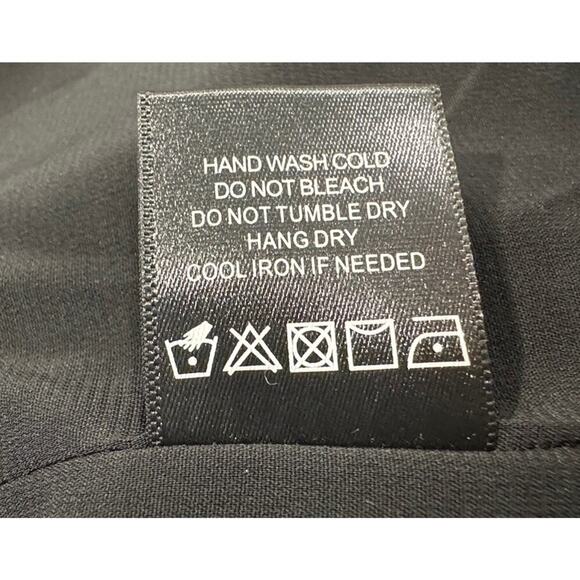 HAND WASH COLD
DO NOT BLEACH
DO NOT TUMBLE DRY
HANG DRY
COOL IRON IF NEEDED